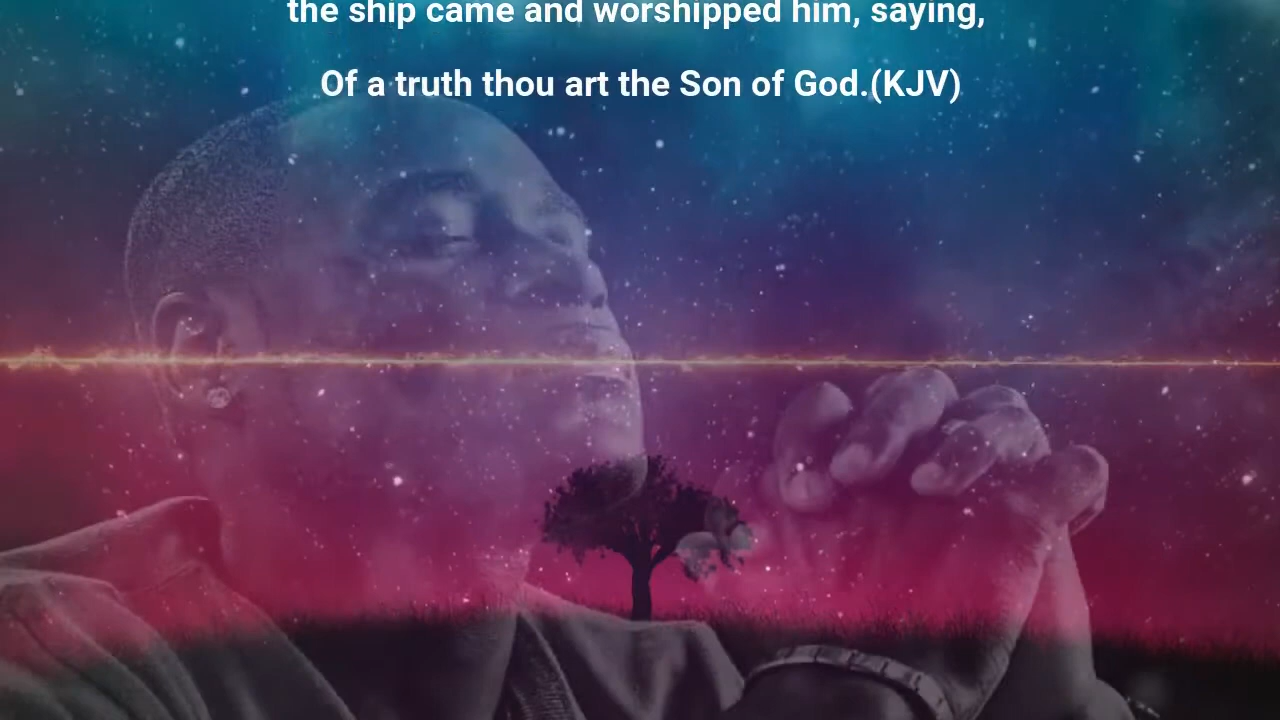 the ship came and worshipped him, saying,
Of a truth thou art the Son of God.(KJV)